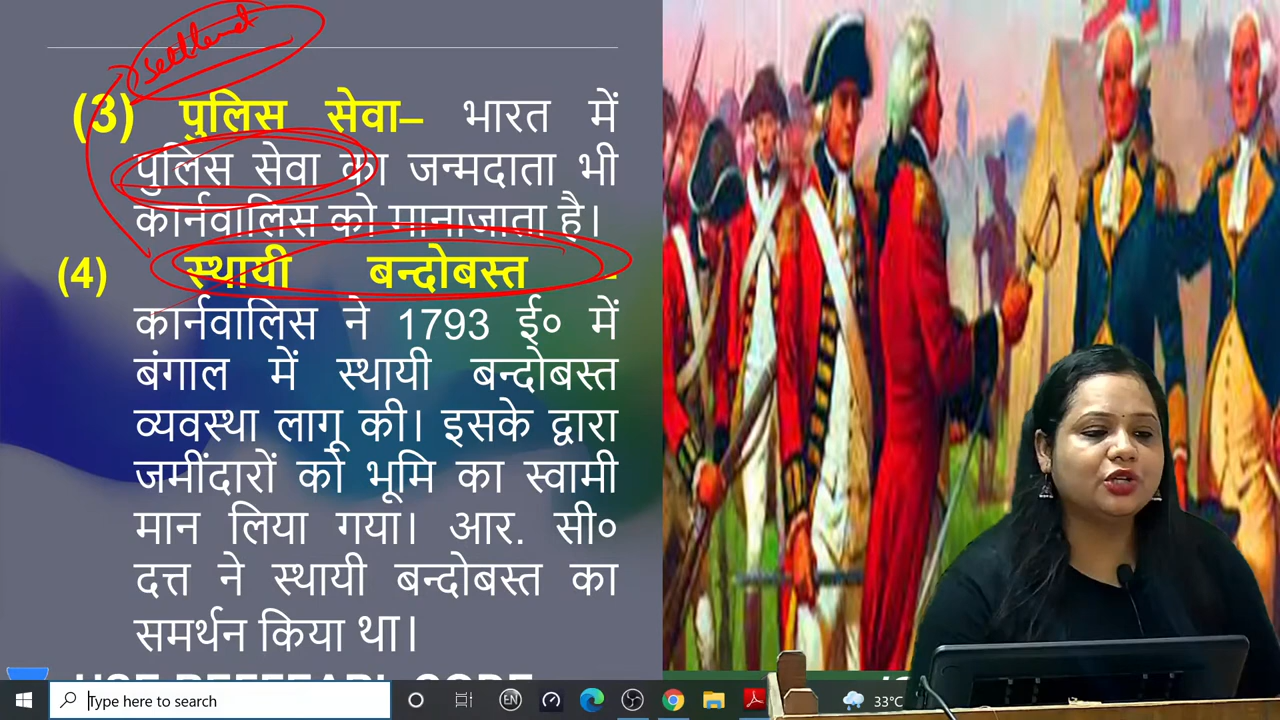 settlement
(3) पुलिस सेवा– भारत में
पुलिस सेवा का जन्मदाता भी
कार्नवालिस को मानाजाता है।
(4) स्थायी बन्दोबस्त -
कार्नवालिस ने 1793 ई० में
बंगाल में स्थायी बन्दोबस्त
व्यवस्था लागू की। इसके द्वारा
जमींदारों को भूमि का स्वामी
मान लिया गया। आर. सी०
दत्त ने स्थायी बन्दोबस्त का
समर्थन किया था।
Type here to search
EN
33°C